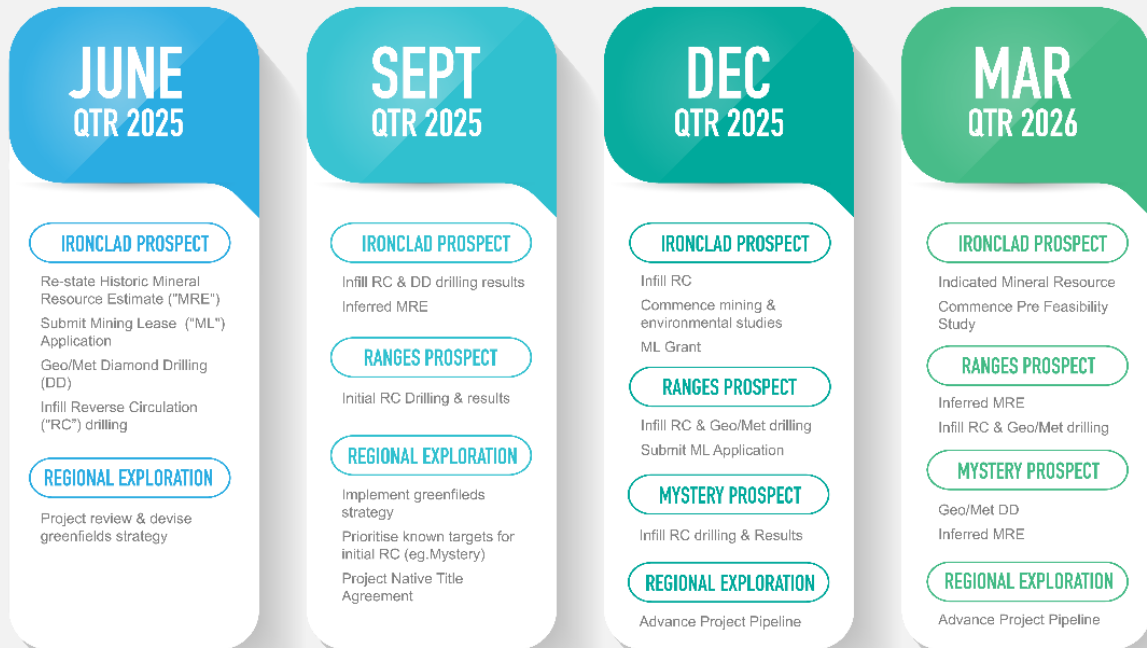 JUNE
QTR 2025
IRONCLAD PROSPECT
Re-state Historic Mineral
Resource Estimate ("MRE")
Submit Mining Lease ("ML")
Application
Geo/Met Diamond Drilling
(DD)
Infill Reverse Circulation
("RC") drilling
REGIONAL EXPLORATION
Project review & devise
greenfields strategy
SEPT
QTR 2025
IRONCLAD PROSPECT
Infill RC & DD drilling results
Inferred MRE
RANGES PROSPECT
Initial RC Drilling & results
REGIONAL EXPLORATION
Implement greenfileds
strategy
Prioritise known targets for
initial RC (eg.Mystery)
Project Native Title
Agreement
DEC
QTR 2025
IRONCLAD PROSPECT
Infill RC
Commence mining &
environmental studies
ML Grant
RANGES PROSPECT
Infill RC & Geo/Met drilling
Submit ML Application
MYSTERY PROSPECT
Infill RC drilling & Results
REGIONAL EXPLORATION
Advance Project Pipeline
MAR
QTR 2026
IRONCLAD PROSPECT
Indicated Mineral Resource
Commence Pre Feasibility
Study
RANGES PROSPECT
Inferred MRE
Infill RC & Geo/Met drilling
MYSTERY PROSPECT
Geo/Met DD
Inferred MRE
REGIONAL EXPLORATION
Advance Project Pipeline